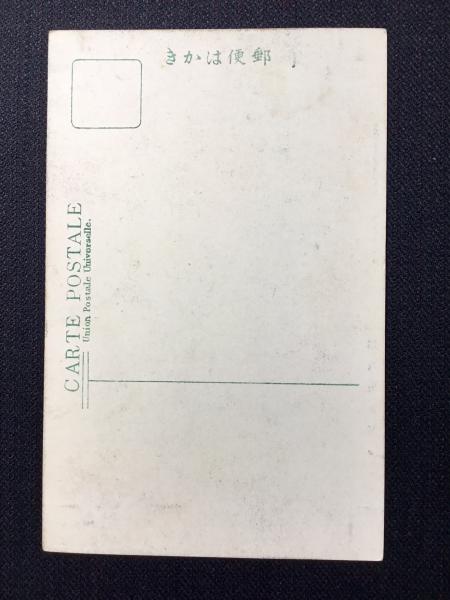 郵便はかき
CARTE POSTALE
Union Postale Universelle.